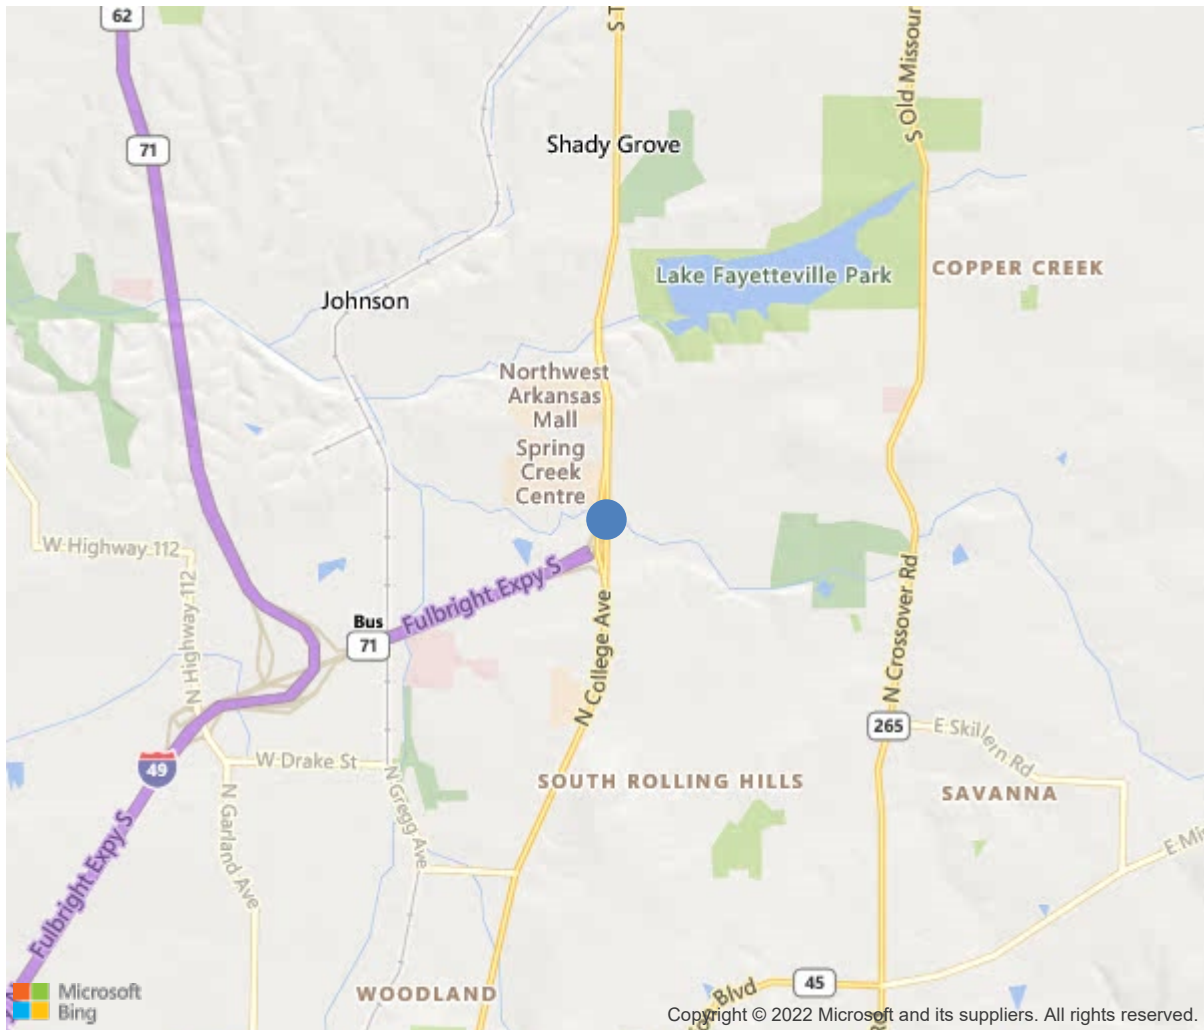 62
S T
S Old Missour
71
Shady Grove
Lake Fayetteville Park
COPPER CREEK
Johnson
Northwest
Arkansas
Mall
Spring
Creek
Centre
W Highway 112
N Highway 112
Fulbright Expy S
Bus
71
N College Ave
N Crossover Rd
265
E Skillern Rd
49
W Drake St
N Gregg Ave
SOUTH ROLLING HILLS
SAVANNA
N Garland Ave
Fulbright Expy S
E Mi
WOODLAND
45
Blvd
Microsoft
Bing
Copyright © 2022 Microsoft and its suppliers. All rights reserved.